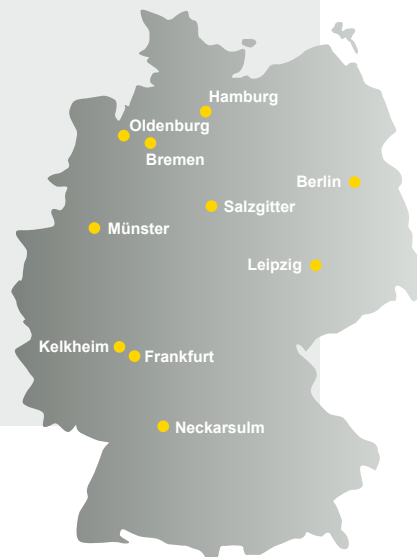 Hamburg
Oldenburg
Bremen
Berlin
Salzgitter
Münster
Leipzig
Kelkheim
Frankfurt
Neckarsulm